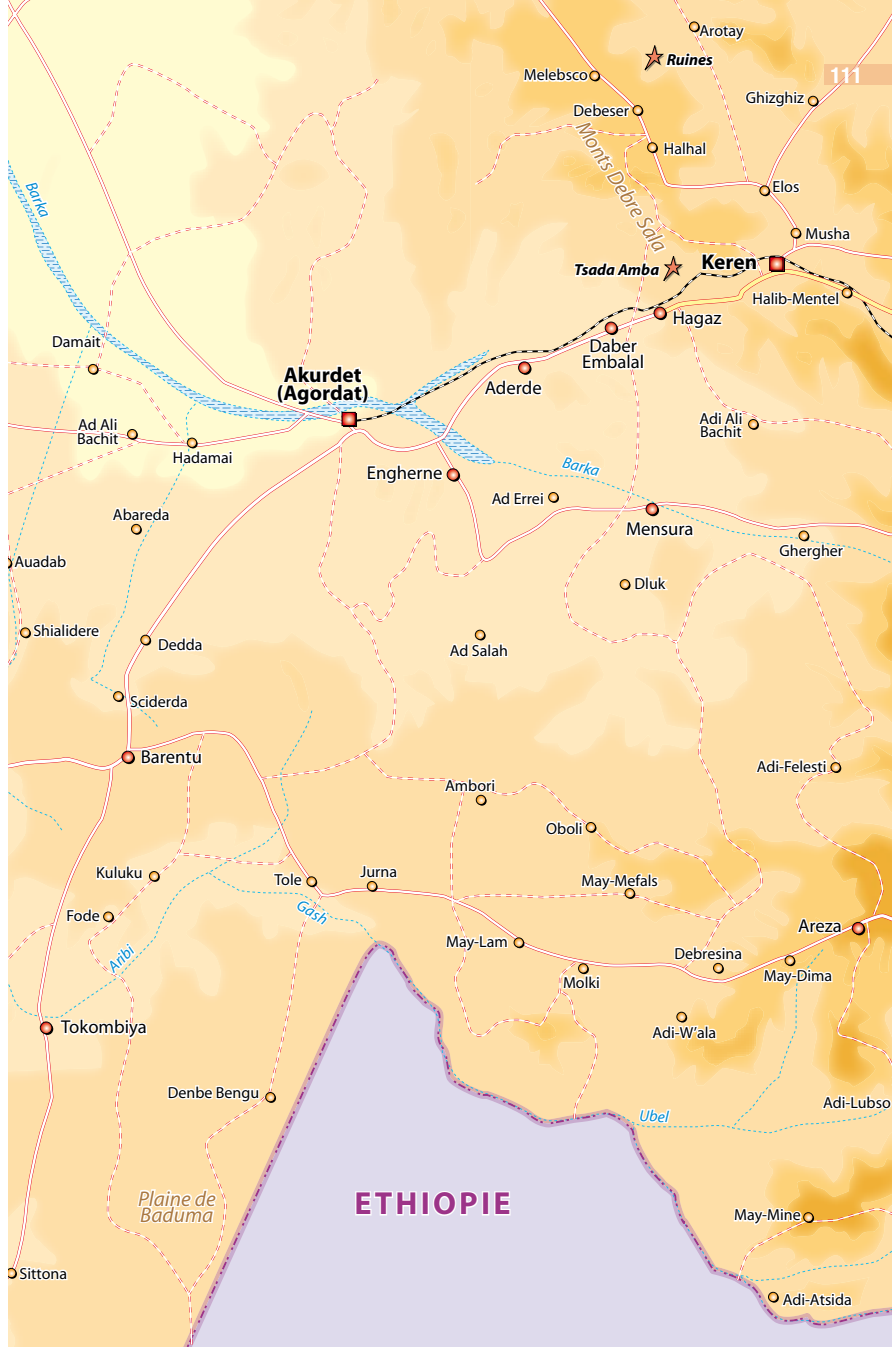 Arotay
Ruines
111
Melebsco
Ghizghiz
Debeser
Halhal
Monts Debre Sala
Elos
Barka
Musha
Keren
Tsada Amba
Halib-Mentel
Hagaz
Damait
Daber
Embalal
Akurdet
(Agordat)
Aderde
Ad Ali
Bachit
Adi Ali
Bachit
Hadamai
Engherne
Barka
Ad Errei
Abareda
Mensura
Ghergher
Auadab
Dluk
Shialidere
Dedda
Ad Salah
Sciderda
Barentu
Adi-Felesti
Ambori
Oboli
Kuluku
Tole
Jurna
May-Mefals
Fode
Gash
Areza
May-Lam
Debresina
Aribi
Molki
May-Dima
Tokombiya
Adi-W'ala
Denbe Bengu
Adi-Lubso
Ubel
Plaine de
Baduma
ETHIOPIE
May-Mine
Sittona
Adi-Atsida